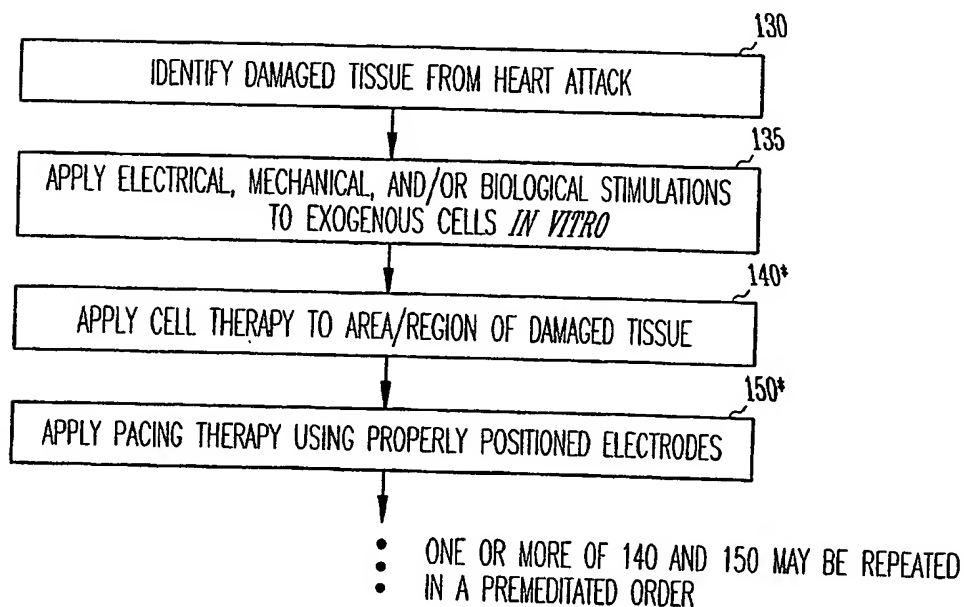 130
IDENTIFY DAMAGED TISSUE FROM HEART ATTACK
135
APPLY ELECTRICAL, MECHANICAL, AND/OR BIOLOGICAL STIMULATIONS
TO EXOGENOUS CELLS IN VITRO
140*
APPLY CELL THERAPY TO AREA/REGION OF DAMAGED TISSUE
150*
APPLY PACING THERAPY USING PROPERLY POSITIONED ELECTRODES
ONE OR MORE OF 140 AND 150 MAY BE REPEATED
IN A PREMEDITATED ORDER